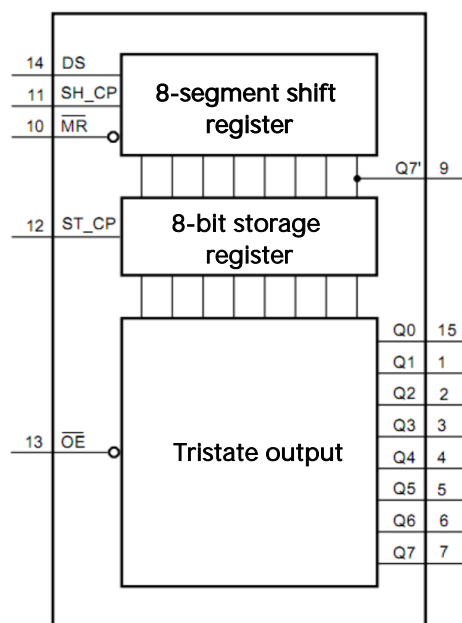 14 DS
11 SH_CP
10 MR
8-segment shift
register
Q7' 9
12 ST_CP
8-bit storage
register
Q0 15
Q1 1
Q2 2
Q3 3
Q4 4
Q5 5
Q6 6
Q7 7
13 OE
Tristate output